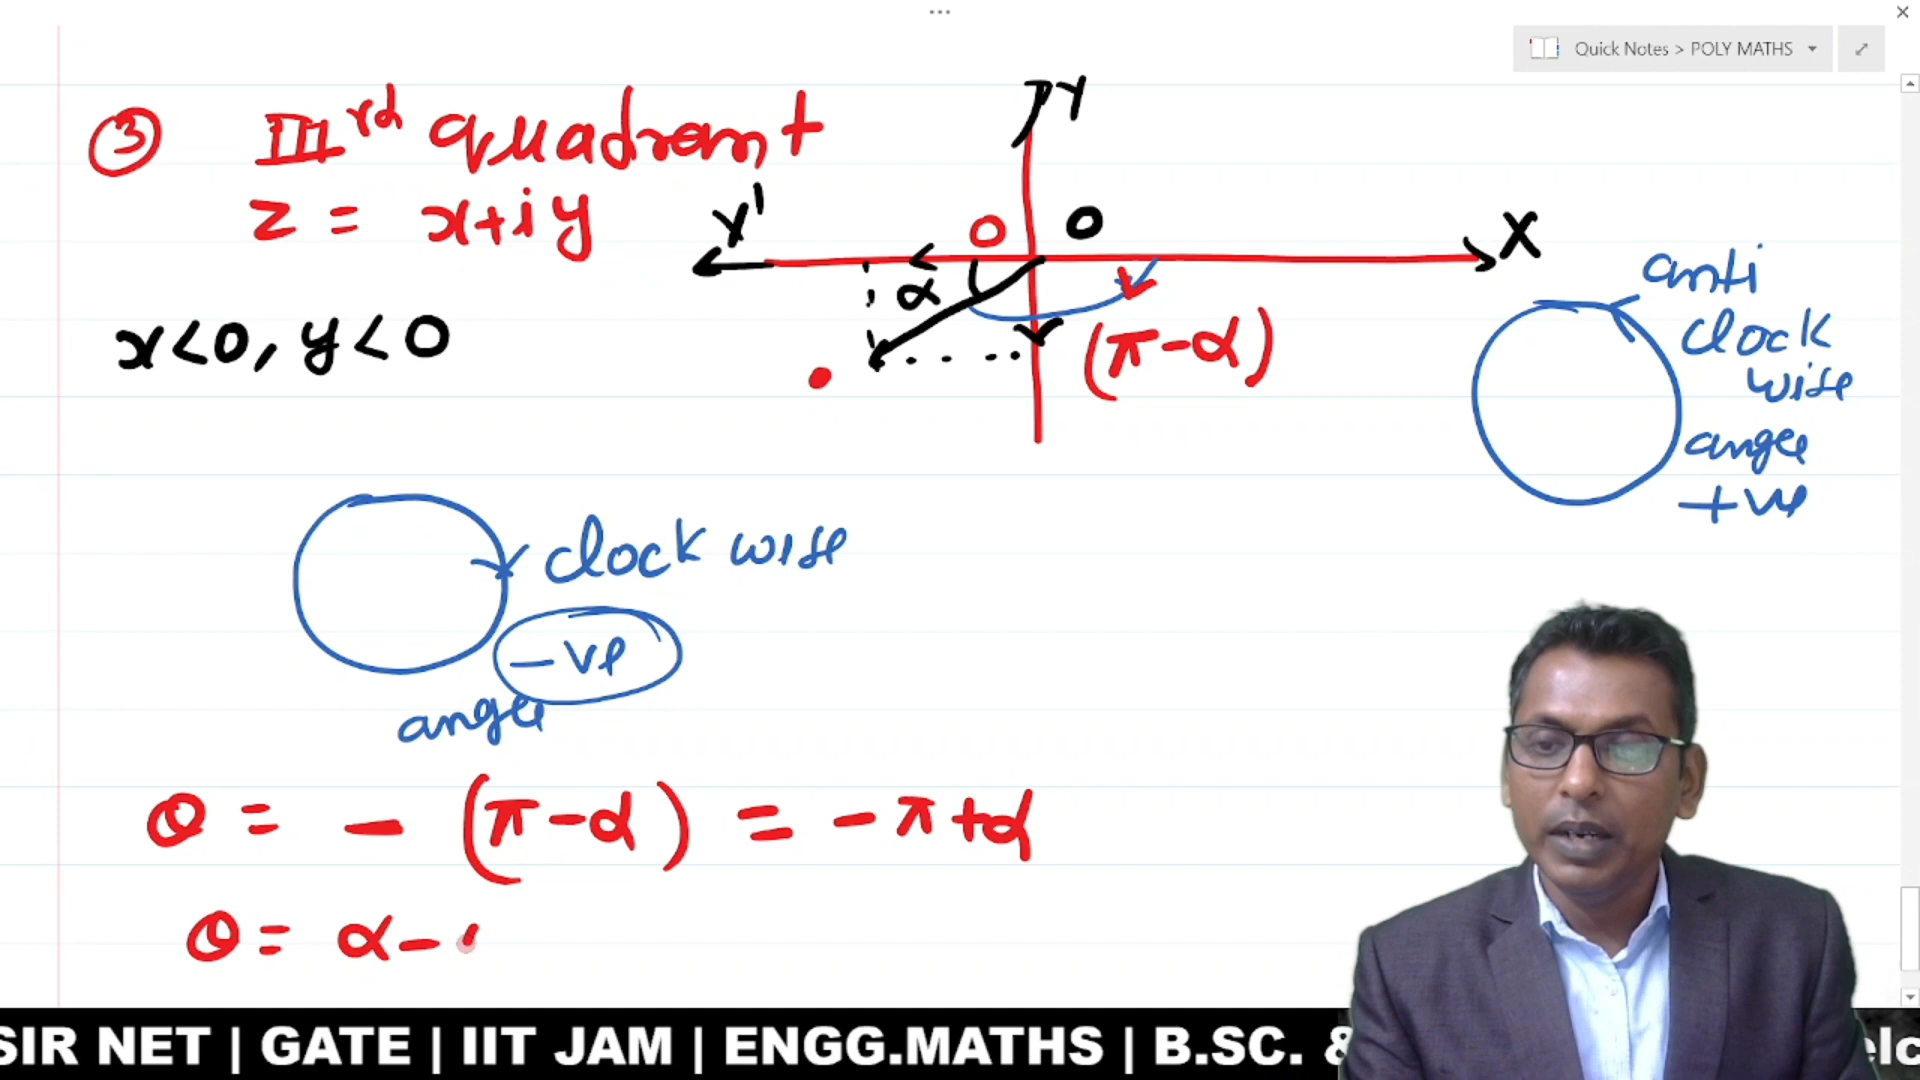 Quick Notes > POLY MATHS
③ IIIrd quadrant
z = x+iy
x<0, y<0
Y
X'
O
O
X
α
(π-α)
anti
clock
wise
angle
+ve
clock wise
-ve
angle
θ = - (π-α) = -π+α
θ = α-
SIR NET | GATE | IIT JAM | ENGG.MATHS | B.SC. &
elc